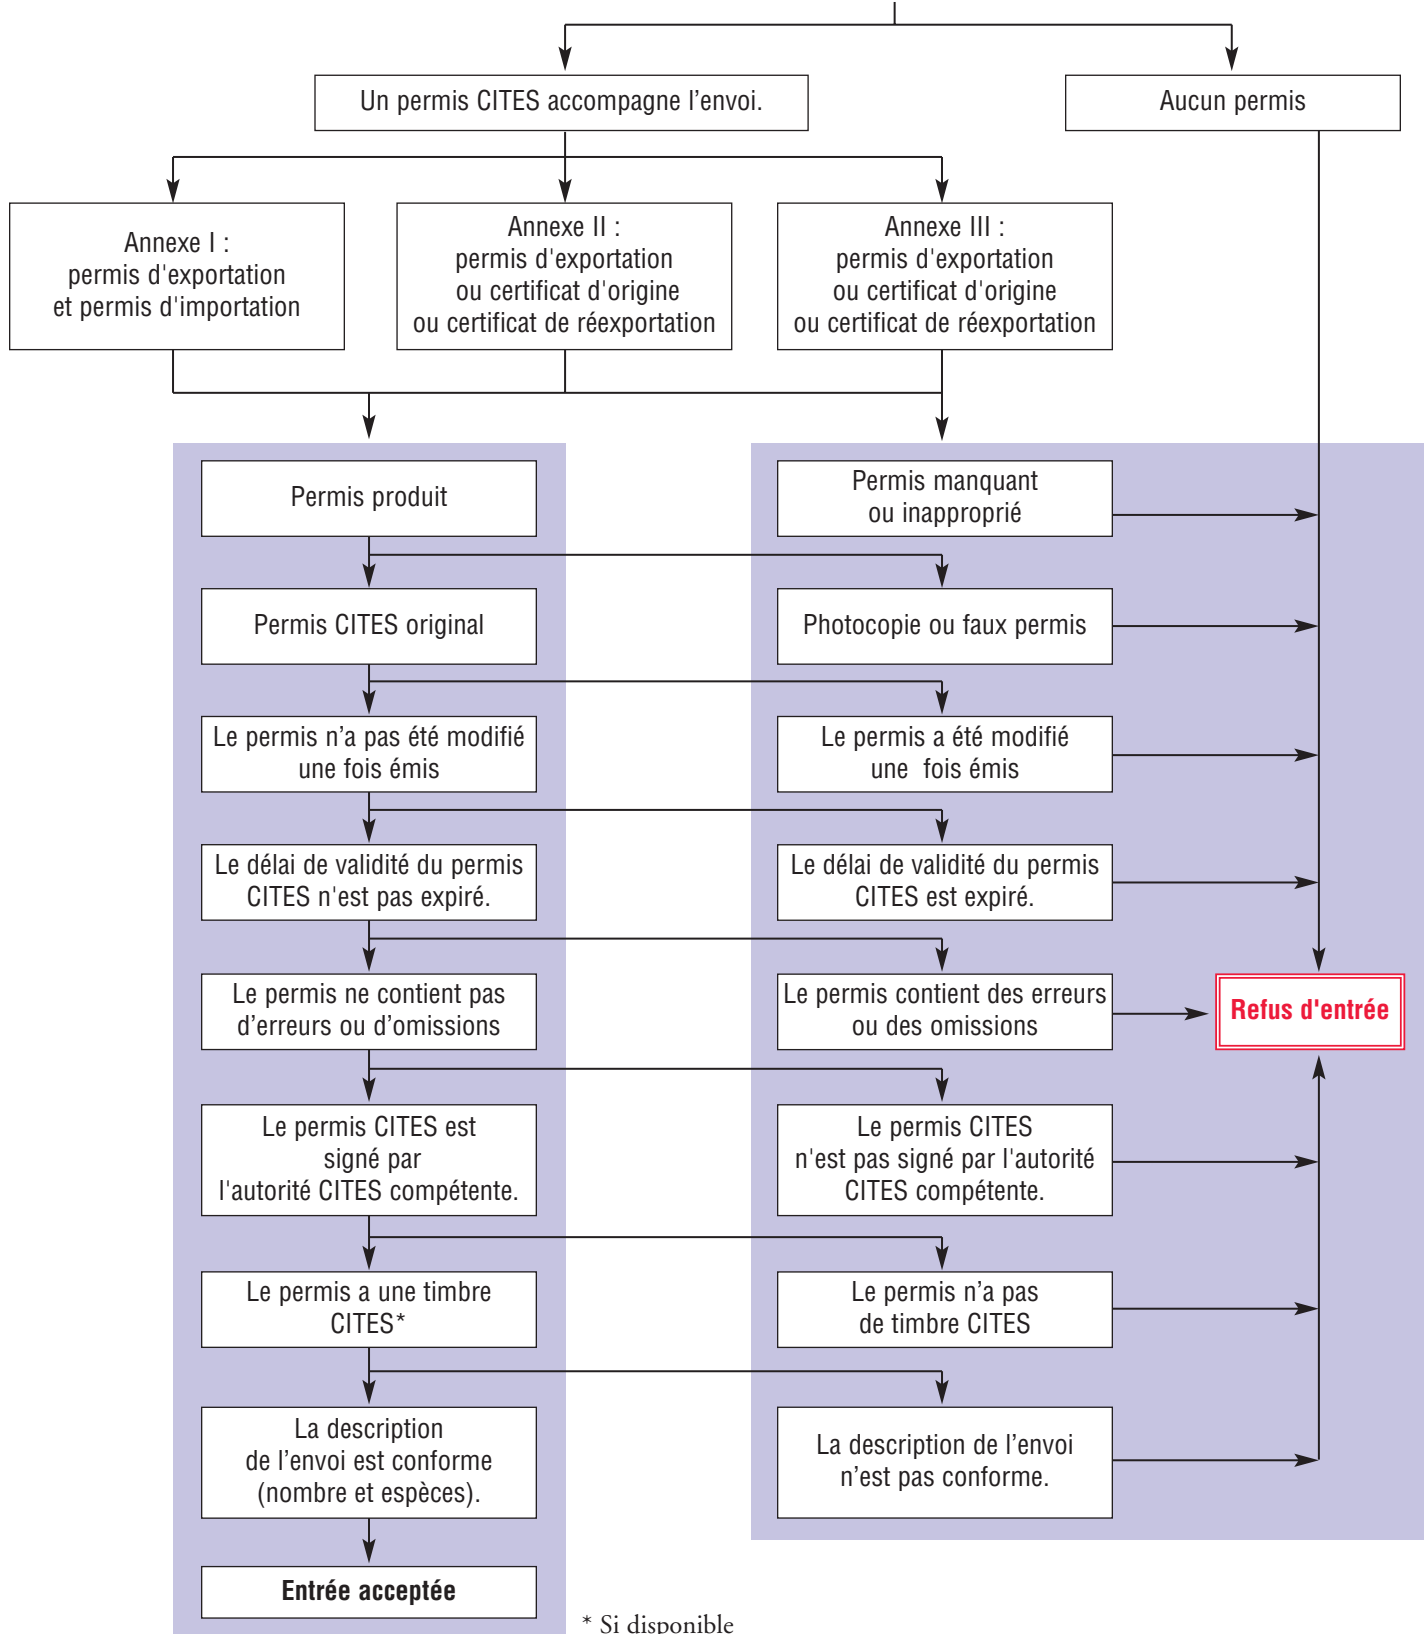 Un permis CITES accompagne l’envoi.
Aucun permis
Annexe I :
permis d'exportation
et permis d'importation
Annexe II :
permis d'exportation
ou certificat d'origine
ou certificat de réexportation
Annexe III :
permis d'exportation
ou certificat d'origine
ou certificat de réexportation
Permis produit
Permis manquant
ou inapproprié
Permis CITES original
Photocopie ou faux permis
Le permis n’a pas été modifié
une fois émis
Le permis a été modifié
une fois émis
Le délai de validité du permis
CITES n'est pas expiré.
Le délai de validité du permis
CITES est expiré.
Le permis ne contient pas
d’erreurs ou d’omissions
Le permis contient des erreurs
ou des omissions
Refus d'entrée
Le permis CITES est
signé par
l'autorité CITES compétente.
Le permis CITES
n'est pas signé par l'autorité
CITES compétente.
Le permis a une timbre
CITES*
Le permis n’a pas
de timbre CITES
La description
de l’envoi est conforme
(nombre et espèces).
La description de l’envoi
n’est pas conforme.
Entrée acceptée
* Si disponible